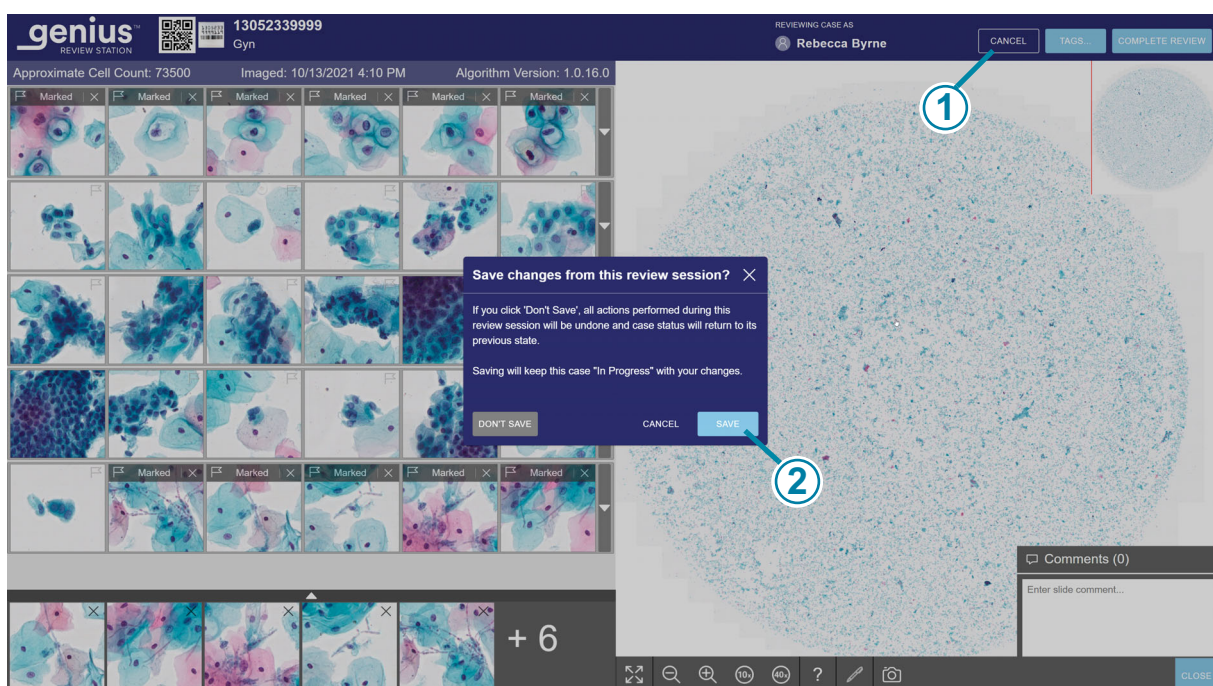 genius™
REVIEW STATION
13052339999
Gyn
REVIEWING CASE AS
Rebecca Byrne
CANCEL
TAGS...
COMPLETE REVIEW
Approximate Cell Count: 73500
Imaged: 10/13/2021 4:10 PM
Algorithm Version: 1.0.16.0
1
Marked
Marked
Marked
Marked
Marked
Marked
Save changes from this review session?
If you click 'Don't Save', all actions performed during this
review session will be undone and case status will return to its
previous state.
Saving will keep this case "In Progress" with your changes.
DON'T SAVE
CANCEL
SAVE
2
Marked
Marked
Marked
Marked
Marked
Comments (0)
Enter slide comment...
+ 6
10x
40x
?
CLOSE